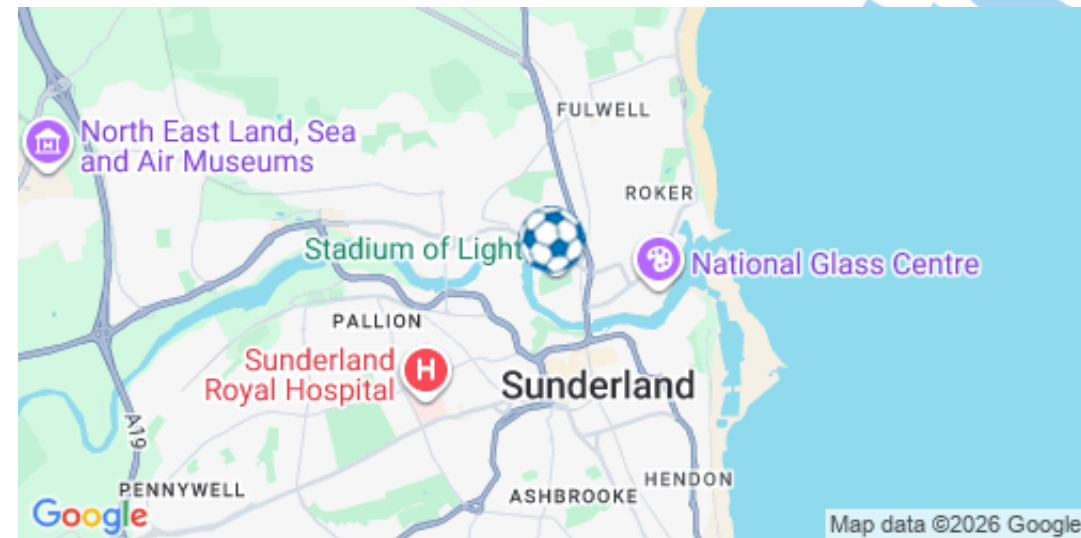 FULWELL
North East Land, Sea
and Air Museums
ROKER
Stadium of Light
National Glass Centre
PALLION
Sunderland
Royal Hospital
H
Sunderland
A19
HENDON
PENNYWELL
ASHBROOKE
Google
Map data ©2026 Google